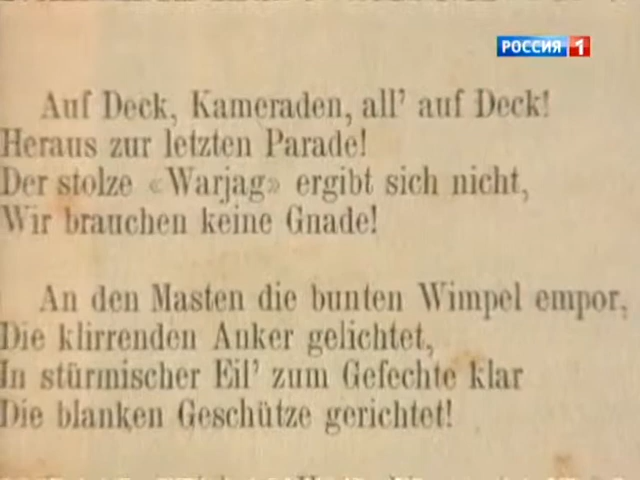 РОССИЯ 1
Auf Deck, Kameraden, all' auf Deck!
Heraus zur letzten Parade!
Der stolze «Warjag» ergibt sich nicht,
Wir brauchen keine Gnade!
An den Masten die bunten Wimpel empor,
Die klirrenden Anker gelichtet,
In stürmischer Eil' zum Gefechte klar
Die blanken Geschütze gerichtet!